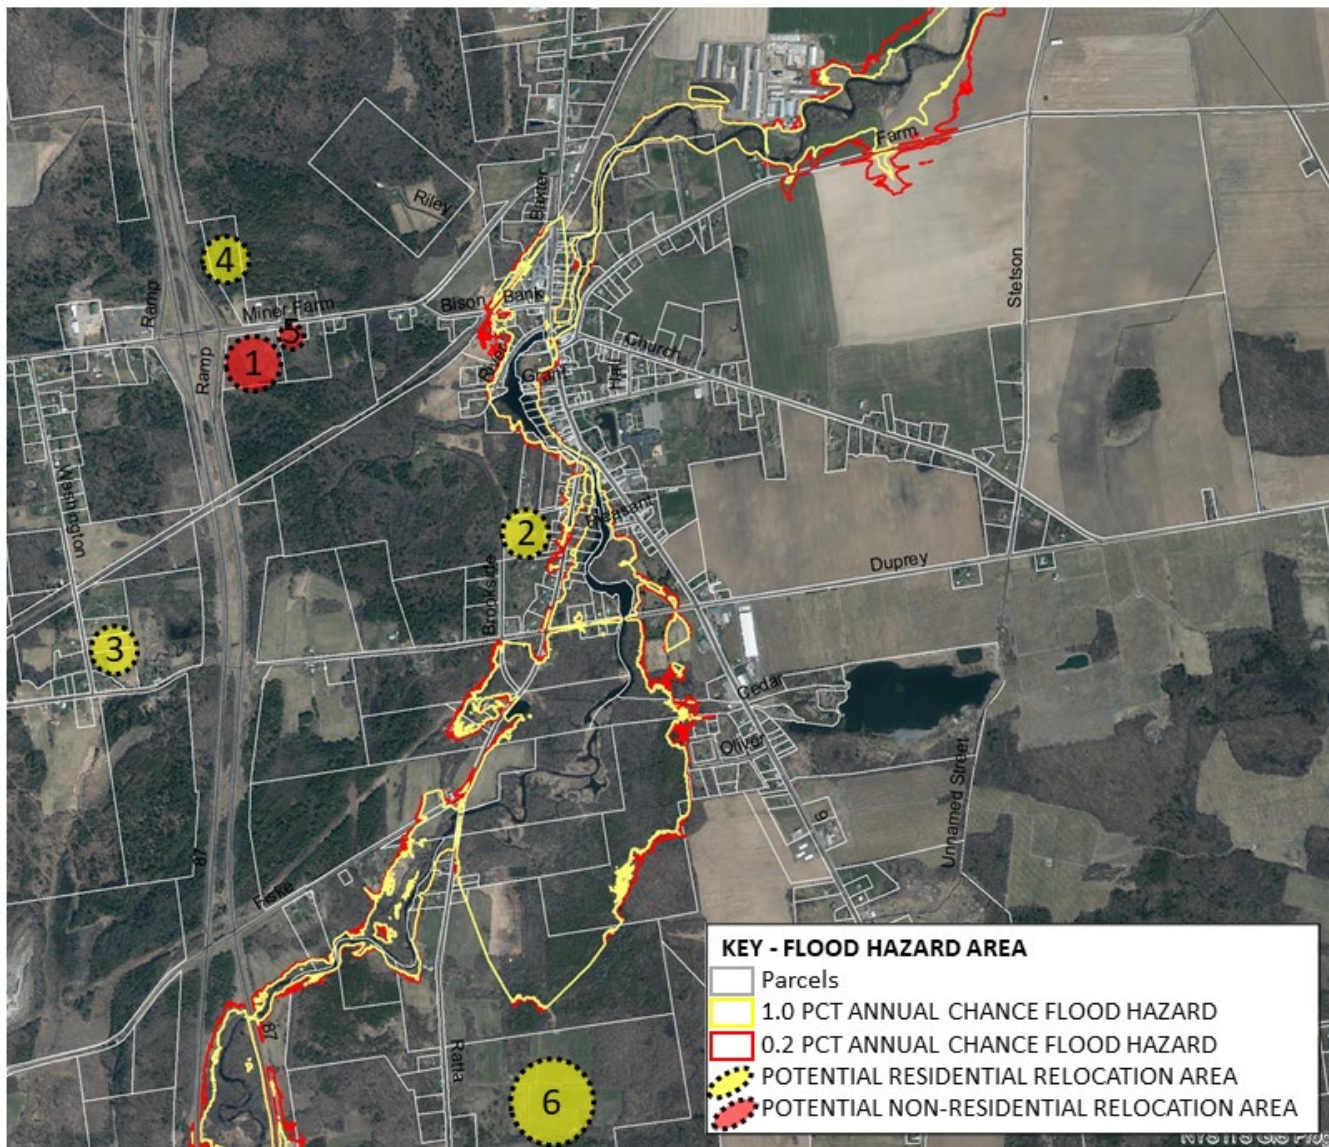 Farm
Baxter
Riley
Stetson
4
Ramp
Miner Farm
Bison
Bank
5
1
Ramp
River
Grant
Hall
Church
Washington
2
Pleasant
Duprey
Brookside
3
Cedar
Oliver
Unnamed Street
9
87
Fiske
87
Ratta
6
KEY - FLOOD HAZARD AREA
Parcels
1.0 PCT ANNUAL CHANCE FLOOD HAZARD
0.2 PCT ANNUAL CHANCE FLOOD HAZARD
POTENTIAL RESIDENTIAL RELOCATION AREA
POTENTIAL NON-RESIDENTIAL RELOCATION AREA